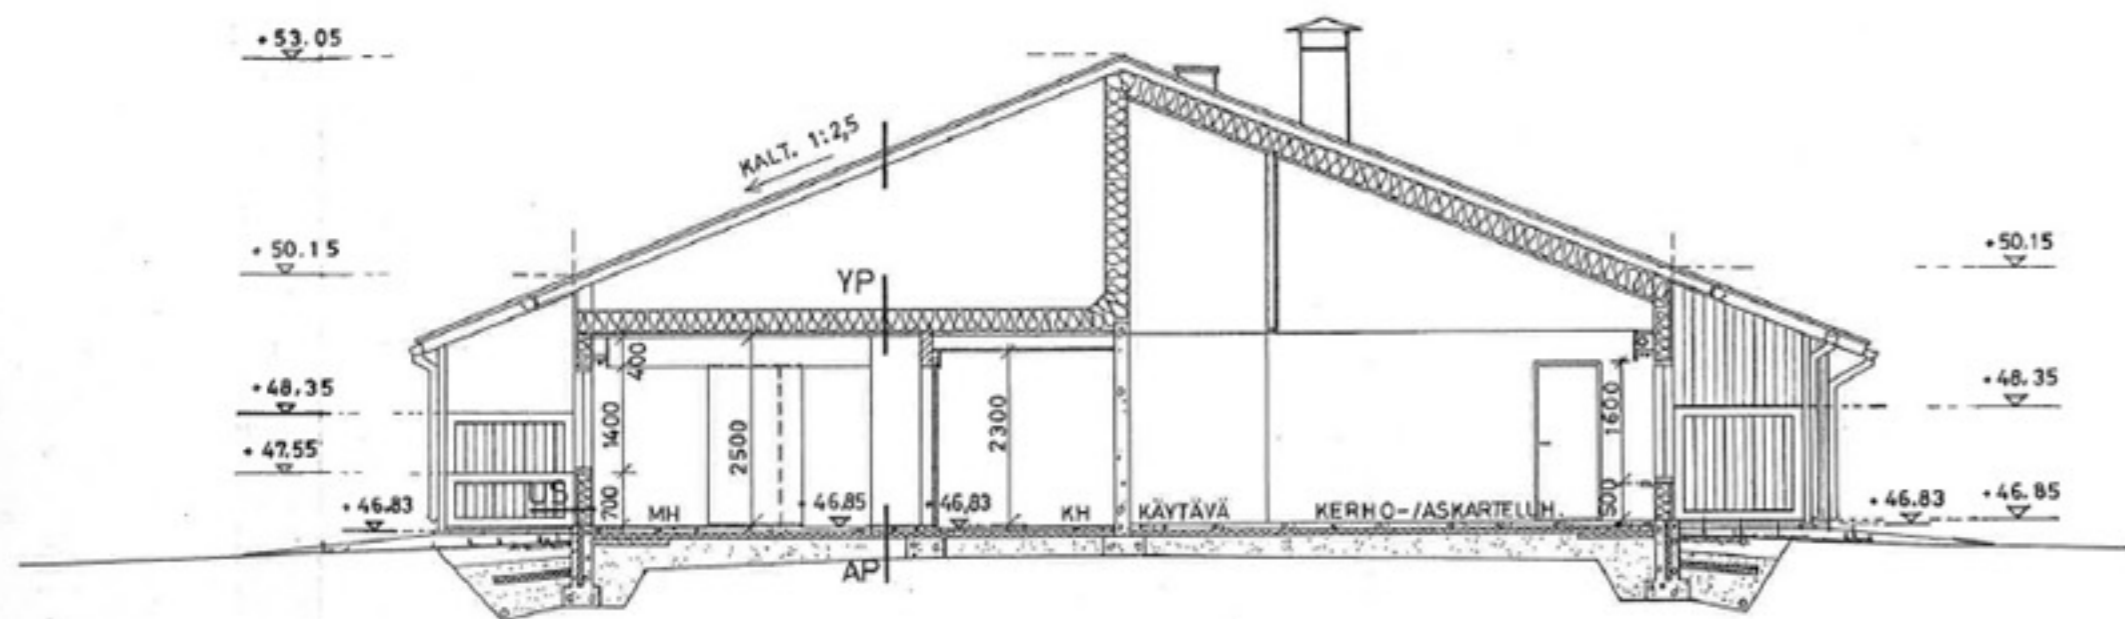 +53.05
KALT. 1:2,5
+50.15
+50.15
YP
+48.35
400
+48.35
1400
2500
2300
1600
+47.55
US
700
500
+46.83
MH
+46.85
+46.83
KH
KÄYTÄVÄ
KERHO-/ASKARTELUH.
+46.83
+46.85
AP